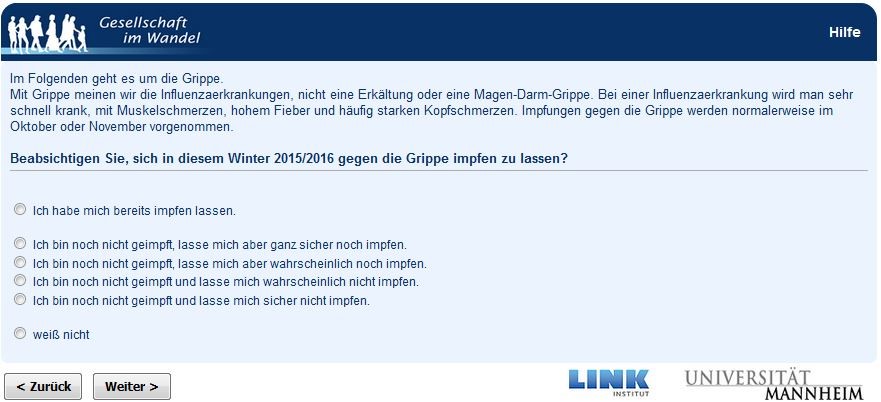 Gesellschaft
im Wandel
Hilfe
Im Folgenden geht es um die Grippe.
Mit Grippe meinen wir die Influenzaerkrankungen, nicht eine Erkältung oder eine Magen-Darm-Grippe. Bei einer Influenzaerkrankung wird man sehr
schnell krank, mit Muskelschmerzen, hohem Fieber und häufig starken Kopfschmerzen. Impfungen gegen die Grippe werden normalerweise im
Oktober oder November vorgenommen.
Beabsichtigen Sie, sich in diesem Winter 2015/2016 gegen die Grippe impfen zu lassen?
Ich habe mich bereits impfen lassen.
Ich bin noch nicht geimpft, lasse mich aber ganz sicher noch impfen.
Ich bin noch nicht geimpft, lasse mich aber wahrscheinlich noch impfen.
Ich bin noch nicht geimpft und lasse mich wahrscheinlich nicht impfen.
Ich bin noch nicht geimpft und lasse mich sicher nicht impfen.
weiß nicht
< Zurück
Weiter >
LINK
INSTITUT
UNIVERSITÄT
MANNHEIM